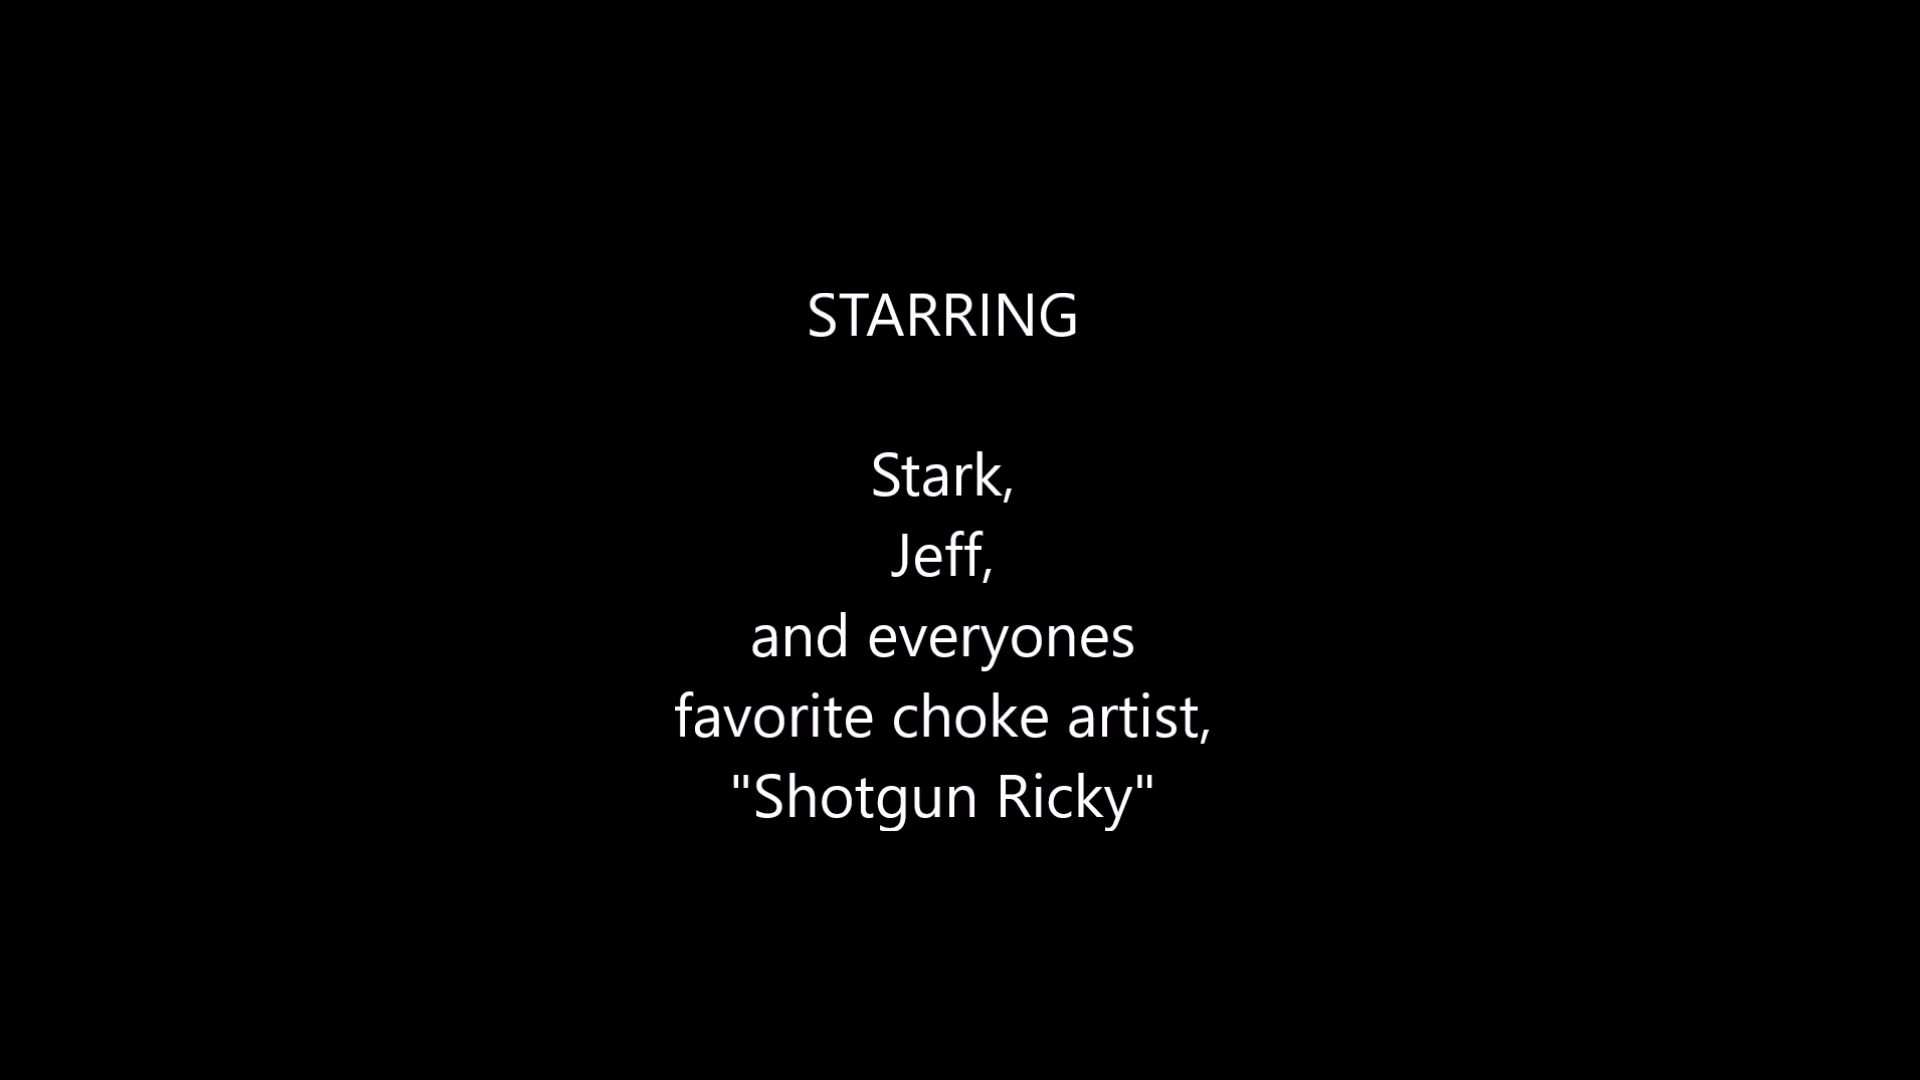 STARRING
Stark,
Jeff,
and everyones
favorite choke artist,
"Shotgun Ricky"